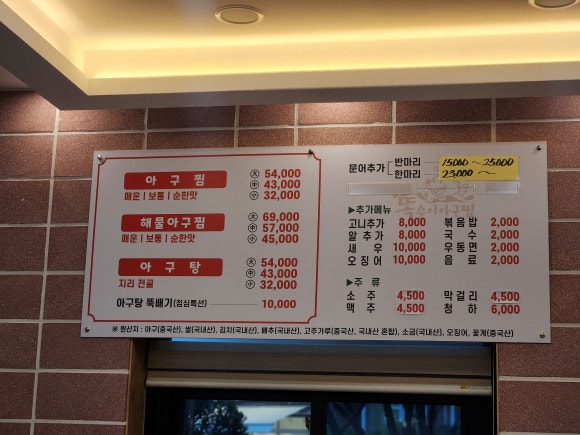 아구찜 大 54,000
中 43,000
매운 | 보통 | 순한맛 小 32,000
해물아구찜 大 69,000
中 57,000
매운 | 보통 | 순한맛 小 45,000
아구탕 大 54,000
中 43,000
지리 전골 小 32,000
아구탕 뚝배기(점심특선) 10,000
문어추가 반마리 15000 ~ 25000
한마리 25000 ~
▶추가메뉴
고니추가 8,000 볶음밥 2,000
알추가 8,000 국수 2,000
새우 10,000 우동면 2,000
오징어 10,000 음료 2,000
▶주류
소주 4,500 막걸리 4,500
맥주 4,500 청하 6,000
※ 원산지 : 아구(중국산), 쌀(국내산), 김치(국내산), 배추(국내산), 고추가루(중국산, 국내산 혼합), 소금(국내산), 오징어, 꽃게(중국산)